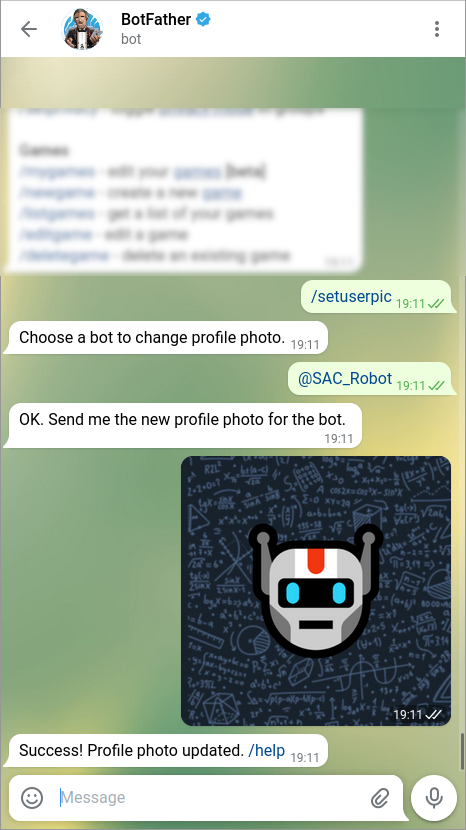 BotFather
bot
Games
/mygames - edit your games [beta]
/newgame - create a new game
/listgames - get a list of your games
/editgame - edit a game
/deletegame - delete an existing game
19:11
/setuserpic 19:11
Choose a bot to change profile photo. 19:11
@SAC_Robot 19:11
OK. Send me the new profile photo for the bot.
19:11
19:11
Success! Profile photo updated. /help 19:11
Message